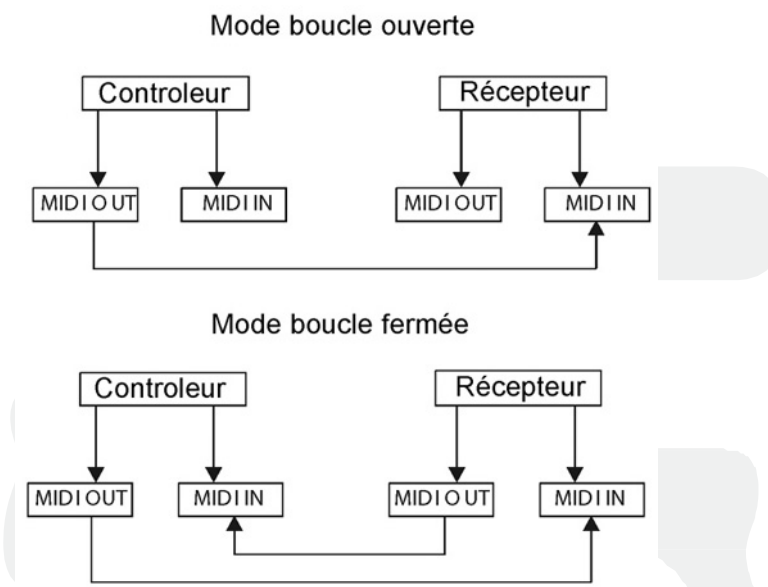 Mode boucle ouverte
Controleur Récepteur
MIDI OUT MIDI IN MIDI OUT MIDI IN
Mode boucle fermée
Controleur Récepteur
MIDI OUT MIDI IN MIDI OUT MIDI IN